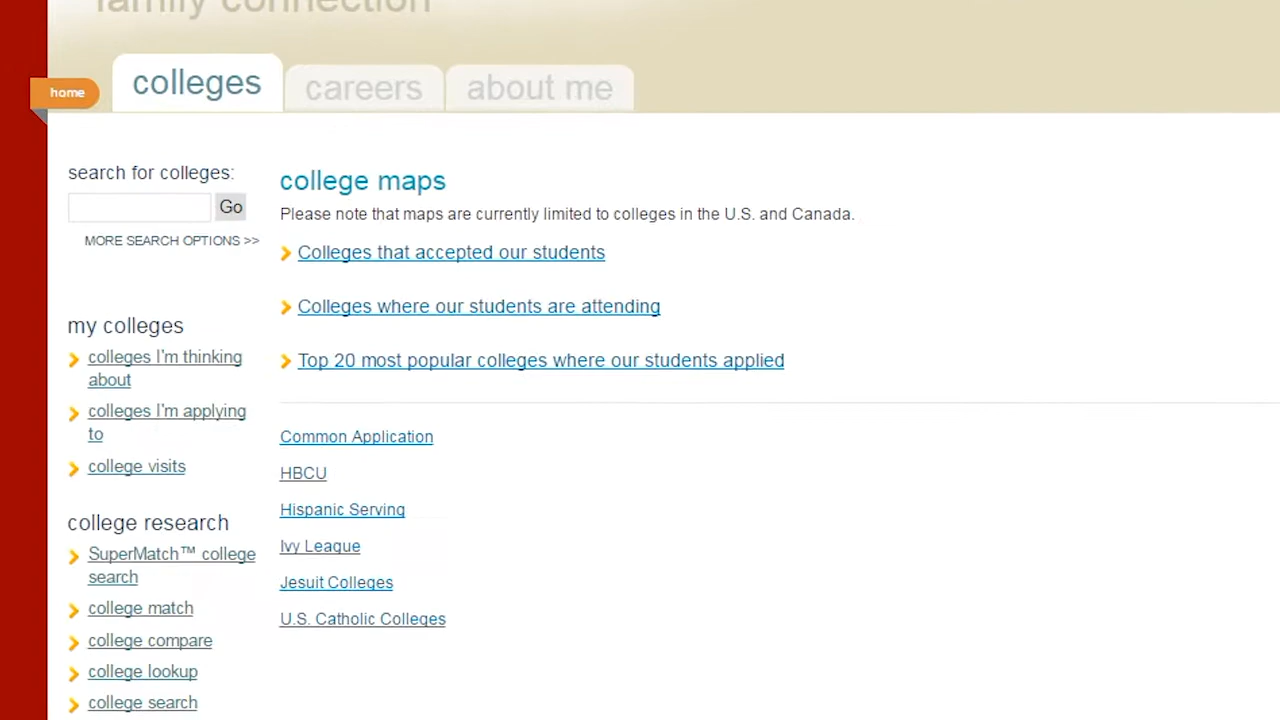 family connection
colleges
careers
about me
home
search for colleges:
Go
MORE SEARCH OPTIONS >>
my colleges
colleges I'm thinking
about
colleges I'm applying
to
college visits
college research
SuperMatch™ college
search
college match
college compare
college lookup
college search
college maps
Please note that maps are currently limited to colleges in the U.S. and Canada.
Colleges that accepted our students
Colleges where our students are attending
Top 20 most popular colleges where our students applied
Common Application
HBCU
Hispanic Serving
Ivy League
Jesuit Colleges
U.S. Catholic Colleges